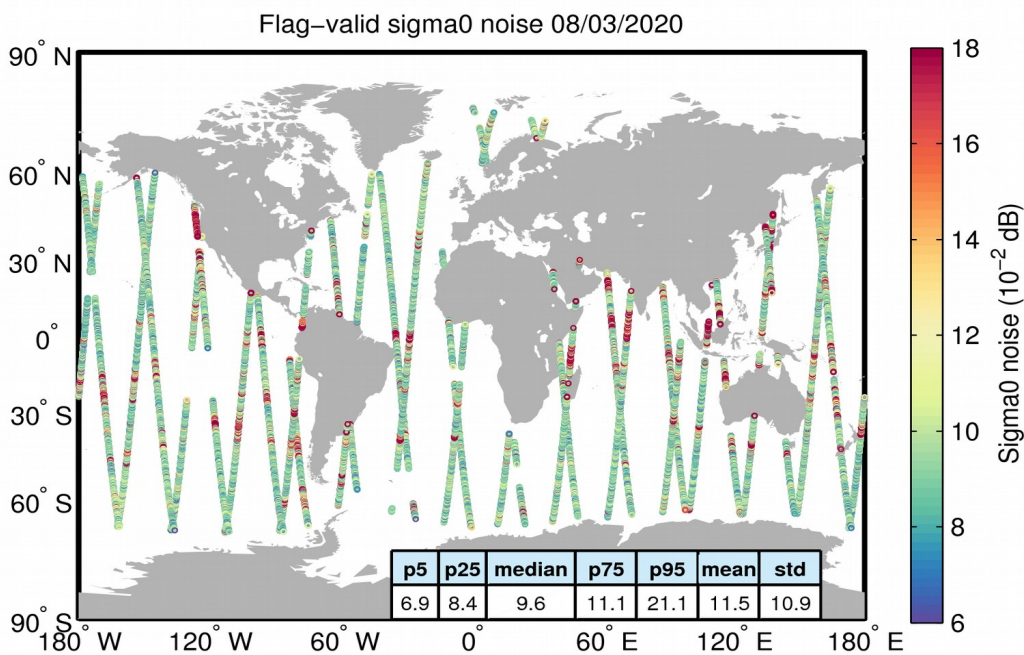 Flag−valid sigma0 noise 08/03/2020
90° N
60° N
30° N
0°
30° S
60° S
90° S
180° W
120° W
60° W
0°
60° E
120° E
180° E
p5 p25 median p75 p95 mean std
6.9 8.4 9.6 11.1 21.1 11.5 10.9
18
16
14
12
10
8
6
Sigma0 noise (10⁻² dB)